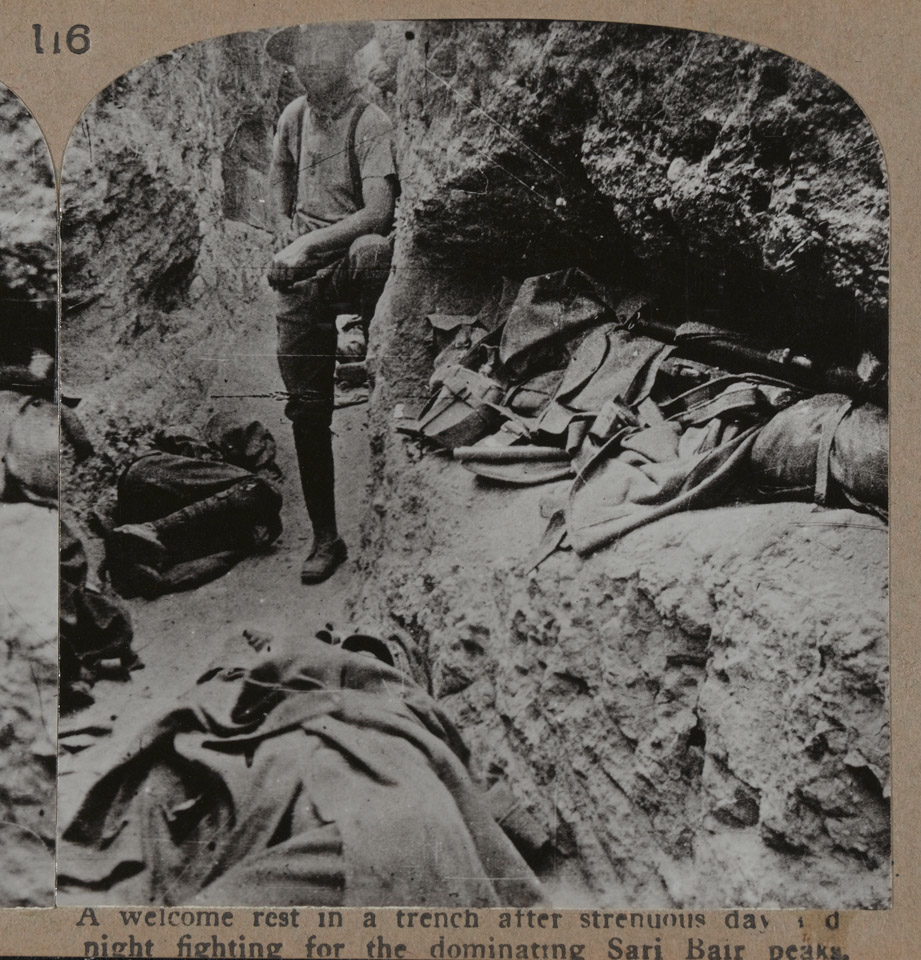 116
A welcome rest in a trench after strenuous day
night fighting for the dominating Sari Bair peaks.